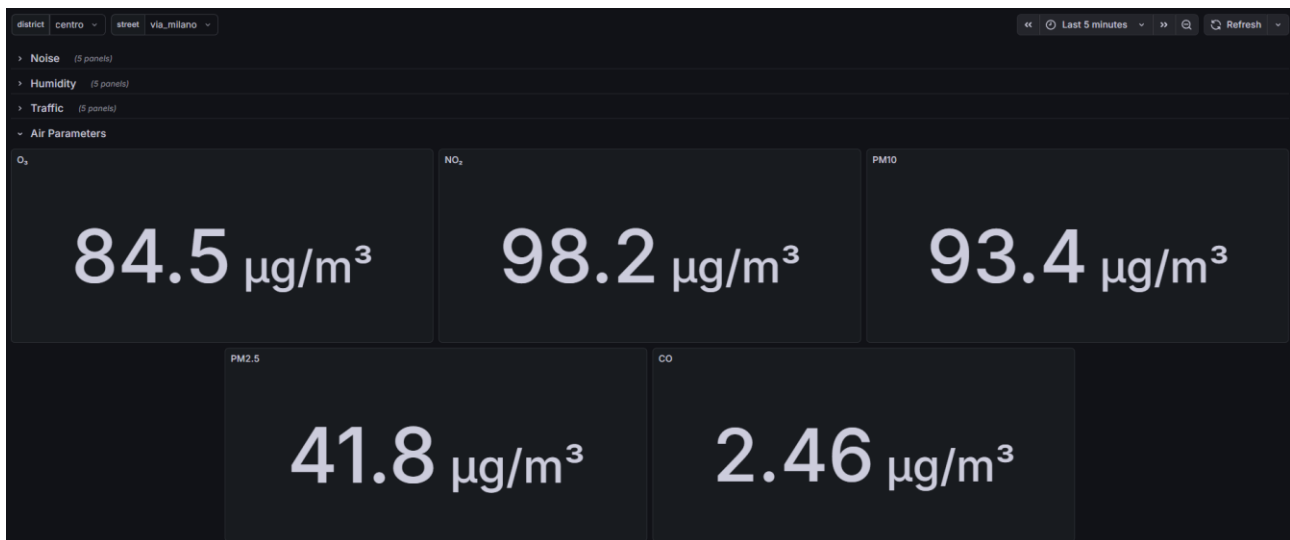 district centro street via_milano Last 5 minutes Refresh
Noise (5 panels)
Humidity (5 panels)
Traffic (5 panels)
Air Parameters
O₃ NO₂ PM10
84.5 µg/m³ 98.2 µg/m³ 93.4 µg/m³
PM2.5 CO
41.8 µg/m³ 2.46 µg/m³